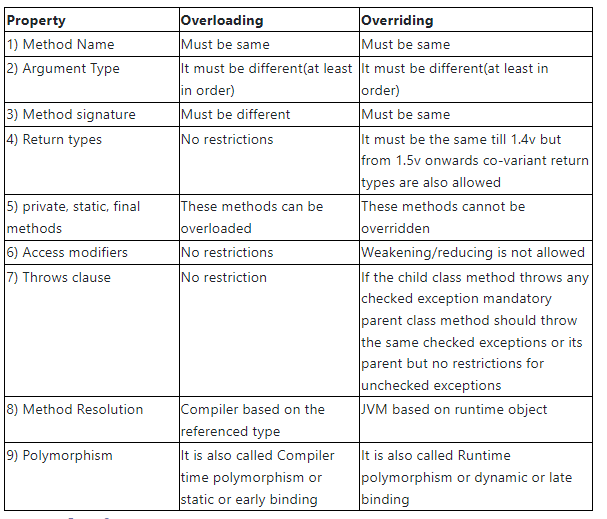 Property Overloading Overriding
1) Method Name Must be same Must be same
2) Argument Type It must be different(at least It must be different(at least in
in order) order)
3) Method signature Must be different Must be same
4) Return types No restrictions It must be the same till 1.4v but
from 1.5v onwards co-variant return
types are also allowed
5) private, static, final These methods can be These methods cannot be
methods overloaded overridden
6) Access modifiers No restrictions Weakening/reducing is not allowed
7) Throws clause No restriction If the child class method throws any
checked exception mandatory
parent class method should throw
the same checked exceptions or its
parent but no restrictions for
unchecked exceptions
8) Method Resolution Compiler based on the JVM based on runtime object
referenced type
9) Polymorphism It is also called Compiler It is also called Runtime
time polymorphism or polymorphism or dynamic or late
static or early binding binding